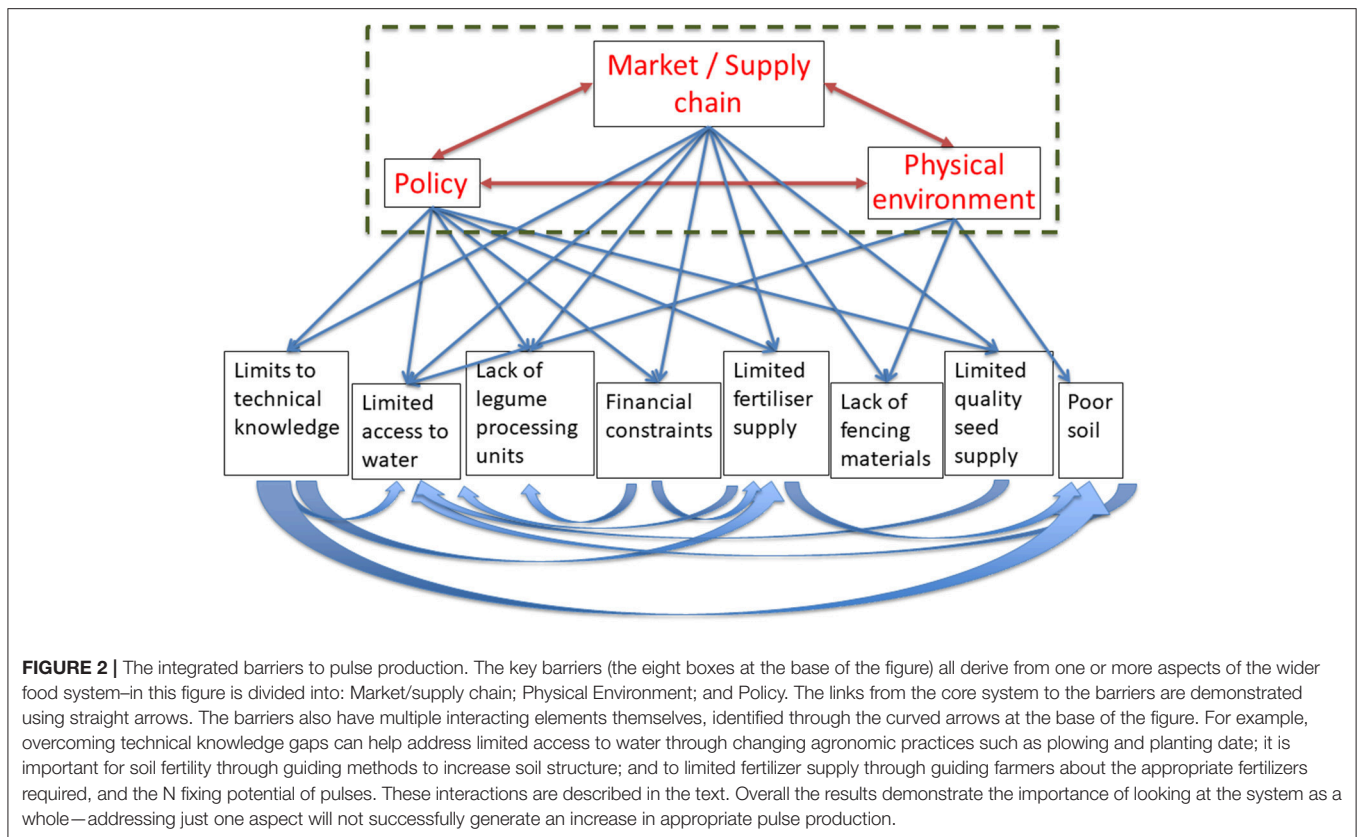 Market / Supply
chain
Policy
Physical
environment
Limits to
technical
knowledge
Limited
access to
water
Lack of
legume
processing
units
Financial
constraints
Limited
fertiliser
supply
Lack of
fencing
materials
Limited
quality
seed
supply
Poor
soil
FIGURE 2 | The integrated barriers to pulse production. The key barriers (the eight boxes at the base of the figure) all derive from one or more aspects of the wider
food system–in this figure is divided into: Market/supply chain; Physical Environment; and Policy. The links from the core system to the barriers are demonstrated
using straight arrows. The barriers also have multiple interacting elements themselves, identified through the curved arrows at the base of the figure. For example,
overcoming technical knowledge gaps can help address limited access to water through changing agronomic practices such as plowing and planting date; it is
important for soil fertility through guiding methods to increase soil structure; and to limited fertilizer supply through guiding farmers about the appropriate fertilizers
required, and the N fixing potential of pulses. These interactions are described in the text. Overall the results demonstrate the importance of looking at the system as a
whole—addressing just one aspect will not successfully generate an increase in appropriate pulse production.